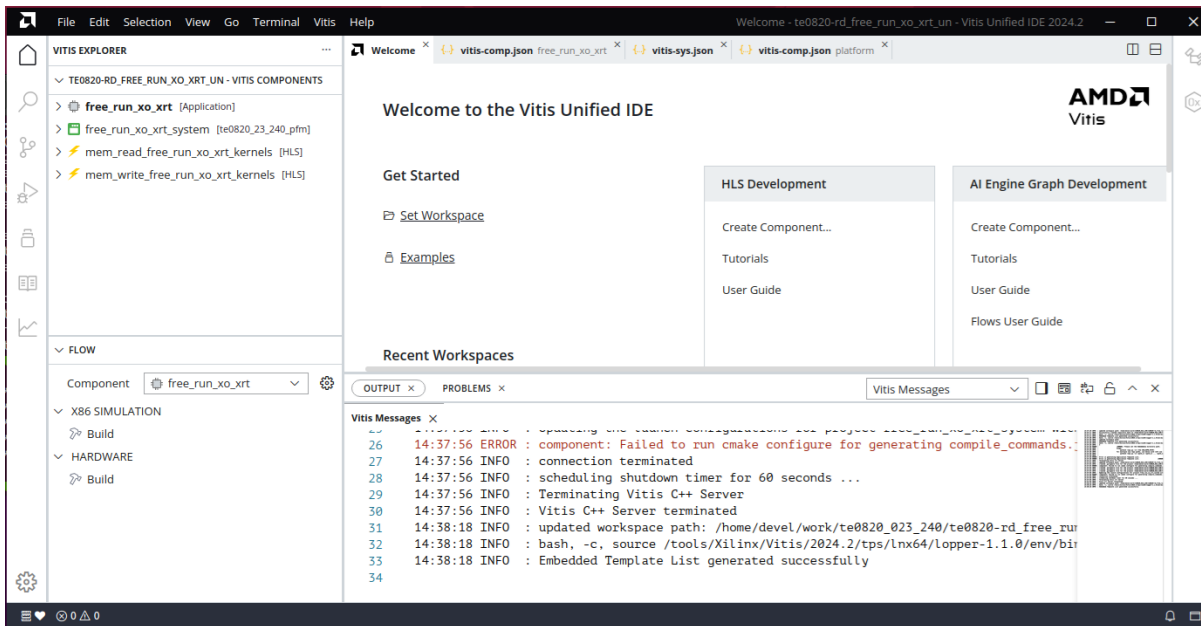 File Edit Selection View Go Terminal Vitis Help
Welcome - te0820-rd_free_run_xo_xrt_un - Vitis Unified IDE 2024.2
VITIS EXPLORER
TE0820-RD_FREE_RUN_XO_XRT_UN - VITIS COMPONENTS
free_run_xo_xrt [Application]
free_run_xo_xrt_system [te0820_23_240_pfm]
mem_read_free_run_xo_xrt_kernels [HLS]
mem_write_free_run_xo_xrt_kernels [HLS]
FLOW
Component free_run_xo_xrt
X86 SIMULATION
Build
HARDWARE
Build
Welcome vitis-comp.json free_run_xo_xrt vitis-sys.json vitis-comp.json platform
Welcome to the Vitis Unified IDE
AMD
Vitis
Get Started
Set Workspace
Examples
Recent Workspaces
HLS Development
Create Component...
Tutorials
User Guide
AI Engine Graph Development
Create Component...
Tutorials
User Guide
Flows User Guide
OUTPUT PROBLEMS Vitis Messages
Vitis Messages
26 14:37:56 ERROR : component: Failed to run cmake configure for generating compile_commands.j
27 14:37:56 INFO : connection terminated
28 14:37:56 INFO : scheduling shutdown timer for 60 seconds ...
29 14:37:56 INFO : Terminating Vitis C++ Server
30 14:37:56 INFO : Vitis C++ Server terminated
31 14:38:18 INFO : updated workspace path: /home/devel/work/te0820_023_240/te0820-rd_free_run
32 14:38:18 INFO : bash, -c, source /tools/Xilinx/Vitis/2024.2/tps/lnx64/lopper-1.1.0/env/bin
33 14:38:18 INFO : Embedded Template List generated successfully
34
0 0